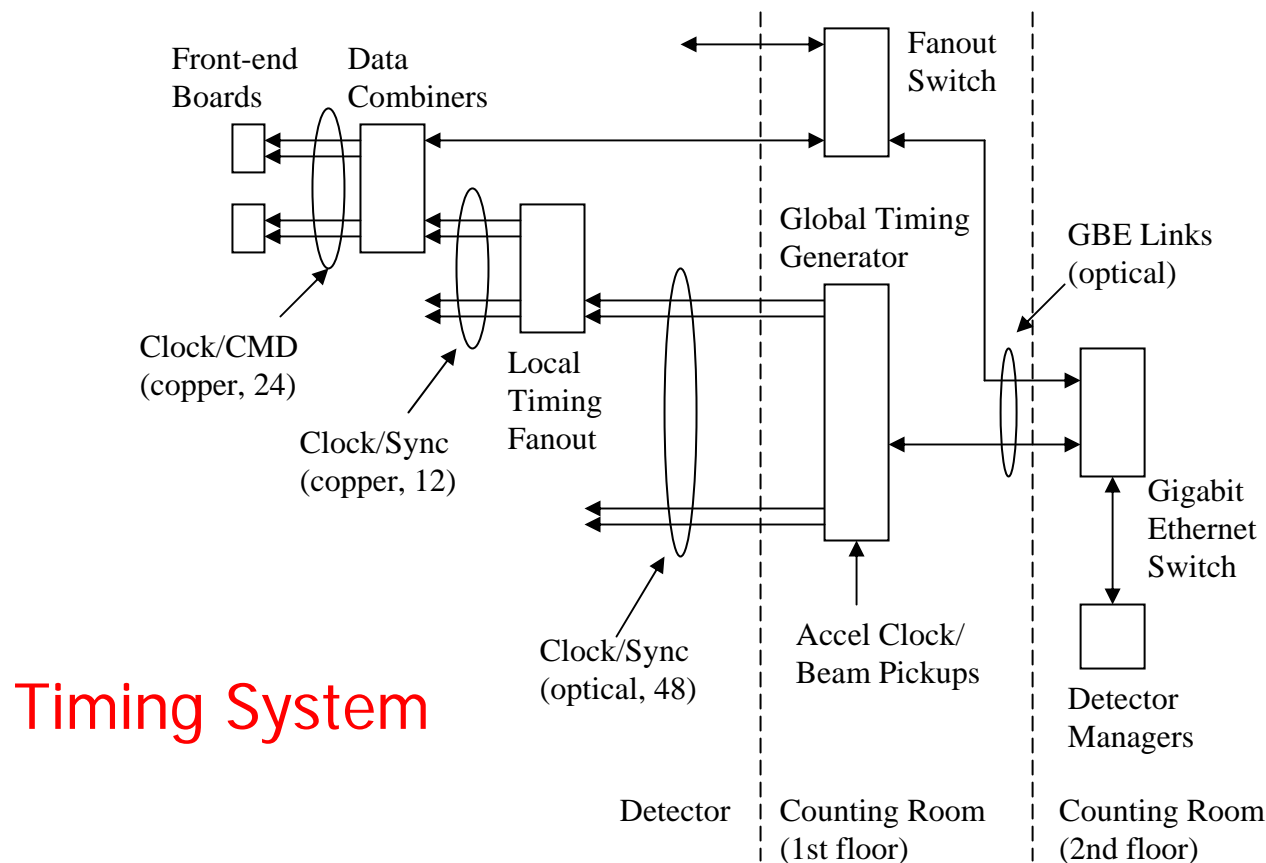 Front-end
Boards
Data
Combiners
Fanout
Switch
Global Timing
Generator
GBE Links
(optical)
Clock/CMD
(copper, 24)
Local
Timing
Fanout
Clock/Sync
(copper, 12)
Gigabit
Ethernet
Switch
Clock/Sync
(optical, 48)
Accel Clock/
Beam Pickups
Detector
Managers
Timing System
Detector
Counting Room
(1st floor)
Counting Room
(2nd floor)